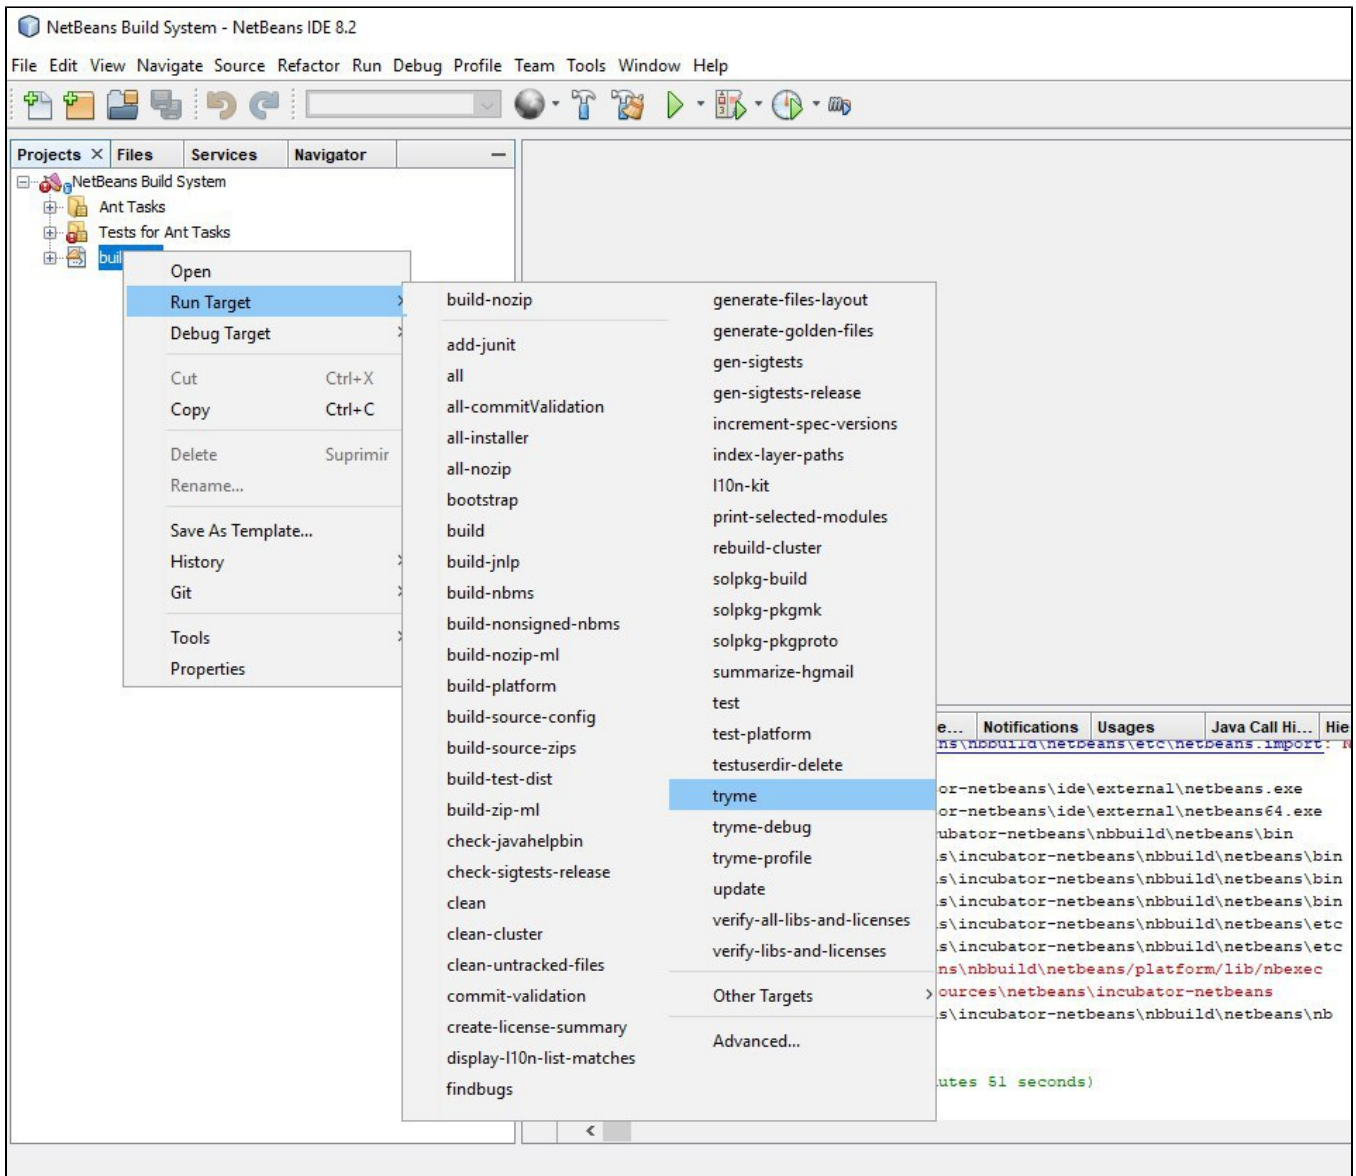 NetBeans Build System - NetBeans IDE 8.2
File Edit View Navigate Source Refactor Run Debug Profile Team Tools Window Help
Projects Files Services Navigator
NetBeans Build System
Ant Tasks
Tests for Ant Tasks
Open
Run Target
Debug Target
Cut Ctrl+X
Copy Ctrl+C
Delete Suprimir
Rename...
Save As Template...
History
Git
Tools
Properties
build-nozip
add-junit
all
all-commitValidation
all-installer
all-nozip
bootstrap
build
build-jnlp
build-nbms
build-nonsigned-nbms
build-nozip-ml
build-platform
build-source-config
build-source-zips
build-test-dist
build-zip-ml
check-javahelpbin
check-sigtests-release
clean
clean-cluster
clean-untracked-files
commit-validation
create-license-summary
display-l10n-list-matches
findbugs
generate-files-layout
generate-golden-files
gen-sigtests
gen-sigtests-release
increment-spec-versions
index-layer-paths
l10n-kit
print-selected-modules
rebuild-cluster
solpkg-build
solpkg-pkgmk
solpkg-pkgproto
summarize-hgmail
test
test-platform
testuserdir-delete
tryme
tryme-debug
tryme-profile
update
verify-all-libs-and-licenses
verify-libs-and-licenses
Other Targets
Advanced...
e... Notifications Usages Java Call Hi... Hie
ns\nbbuild\netbeans\etc\netbeans.import:
or-netbeans\ide\external\netbeans.exe
or-netbeans\ide\external\netbeans64.exe
ubator-netbeans\nbbuild\netbeans\bin
s\incubator-netbeans\nbbuild\netbeans\bin
s\incubator-netbeans\nbbuild\netbeans\bin
s\incubator-netbeans\nbbuild\netbeans\bin
s\incubator-netbeans\nbbuild\netbeans\etc
s\incubator-netbeans\nbbuild\netbeans\etc
ns\nbbuild\netbeans/platform/lib/nbexec
ources\netbeans\incubator-netbeans
s\incubator-netbeans\nbbuild\netbeans\nb
utes 51 seconds)